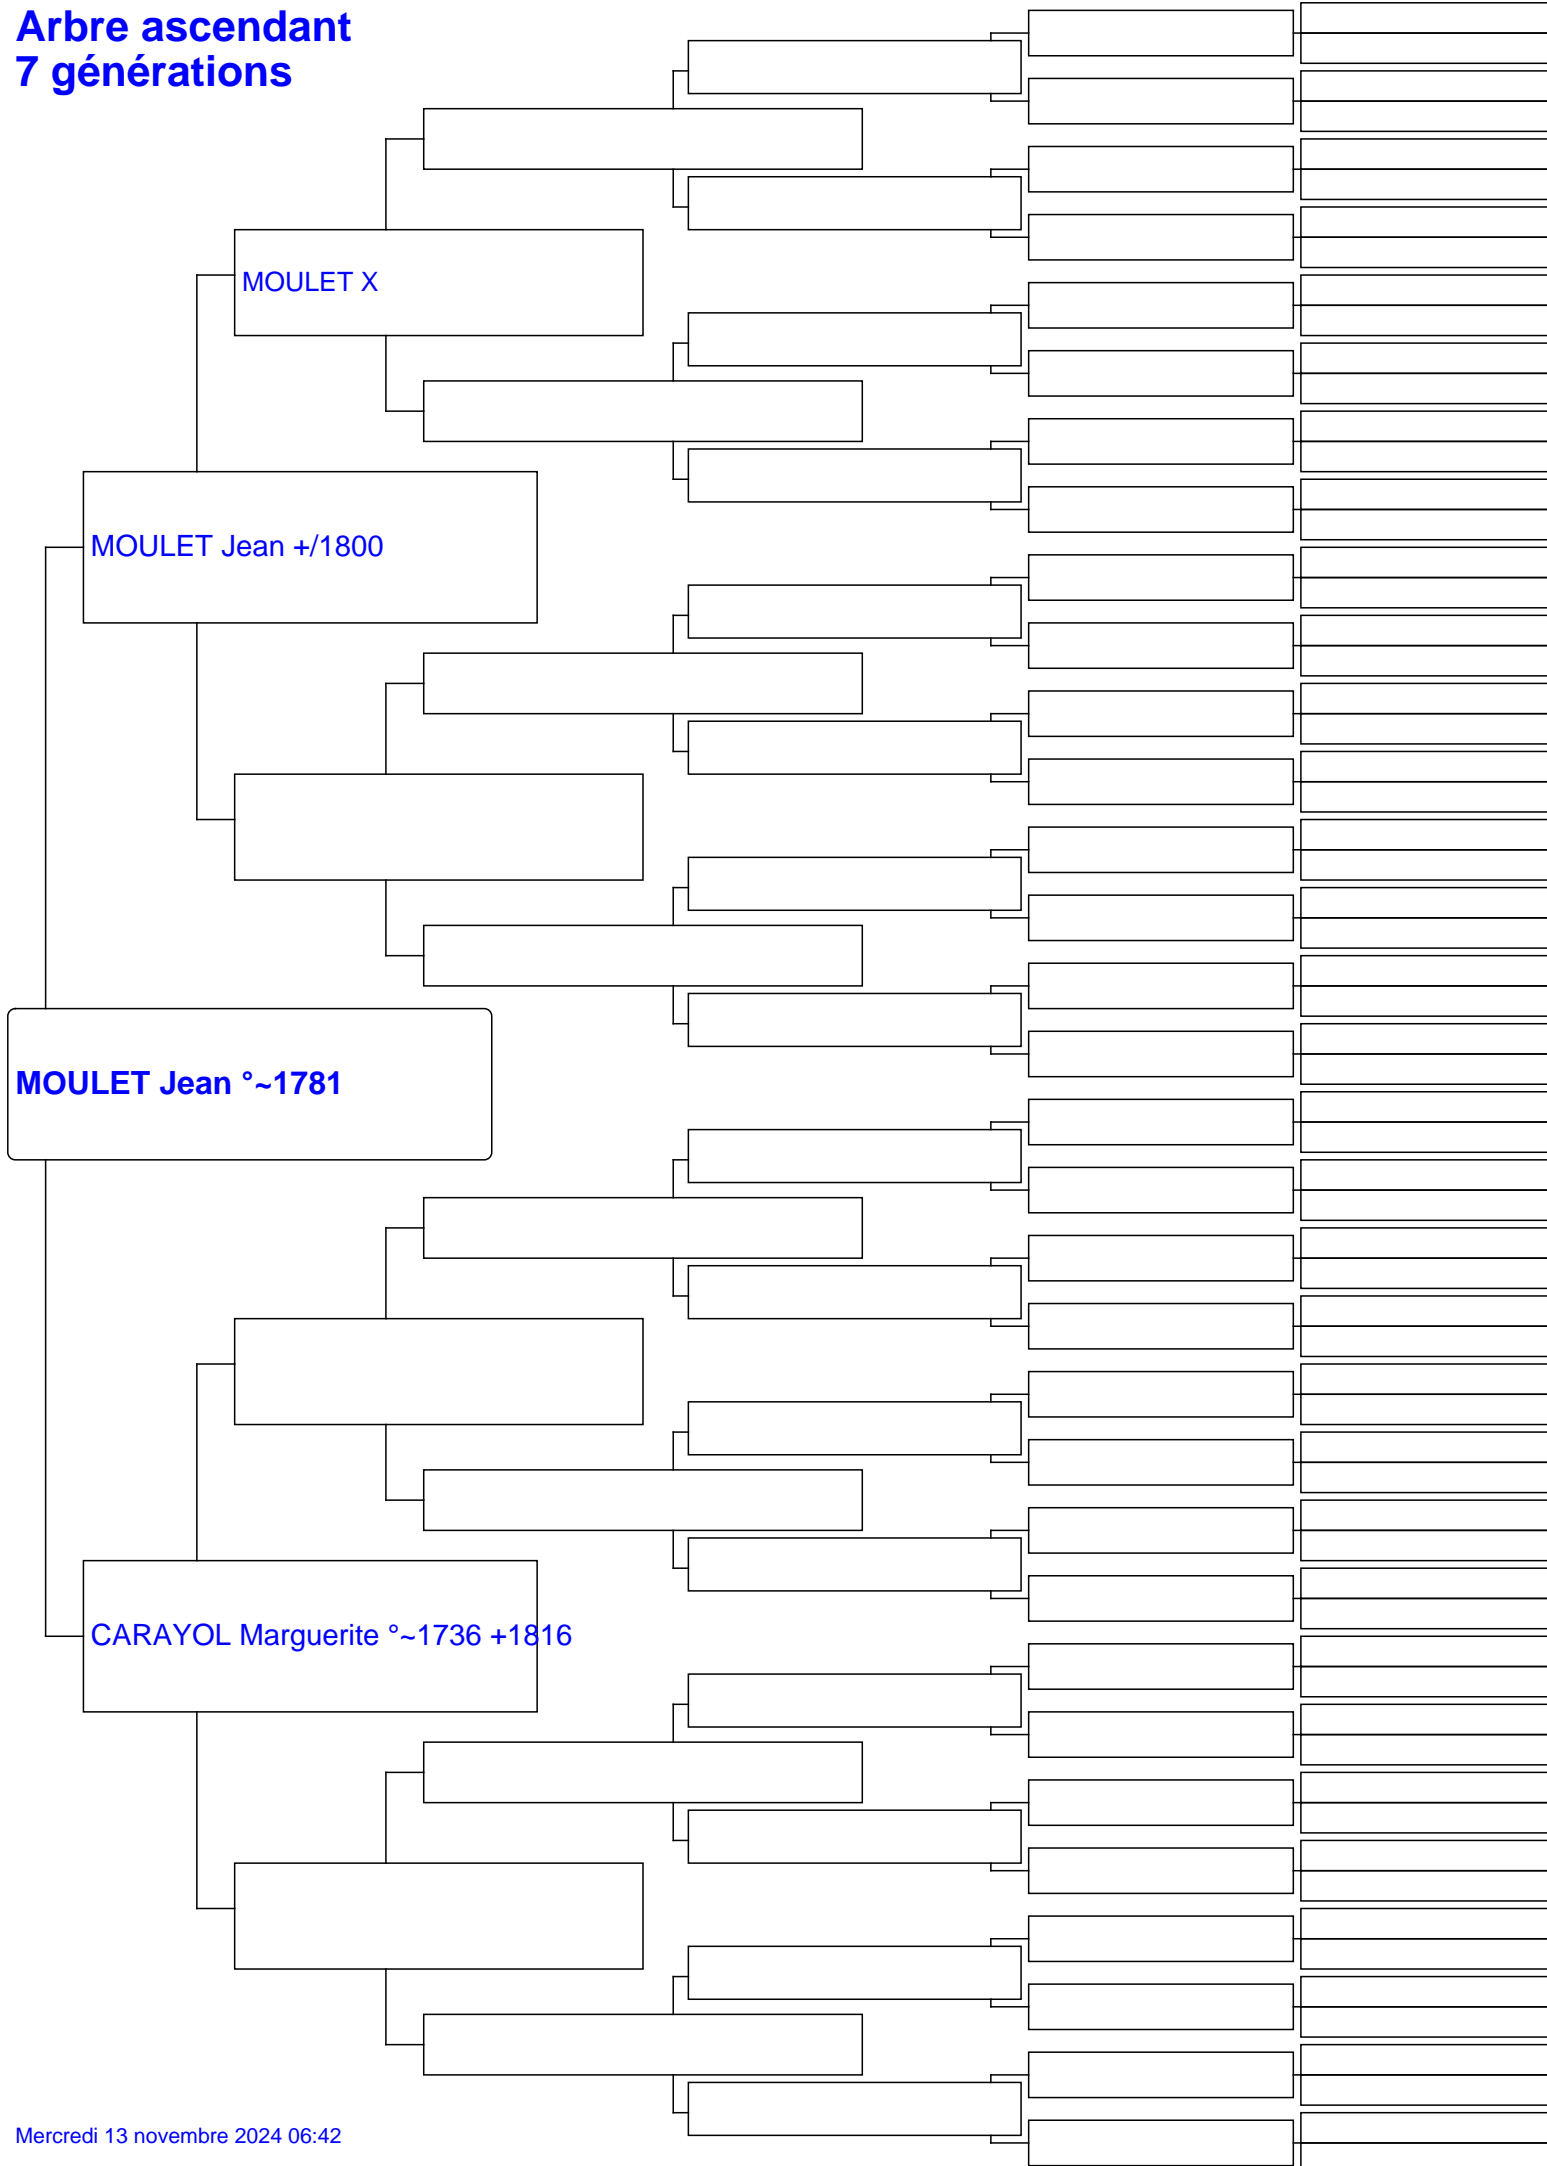 Arbre ascendant
7 générations
MOULET X
MOULET Jean +/1800
MOULET Jean °~1781
CARAYOL Marguerite °~1736 +1816
Mercredi 13 novembre 2024 06:42